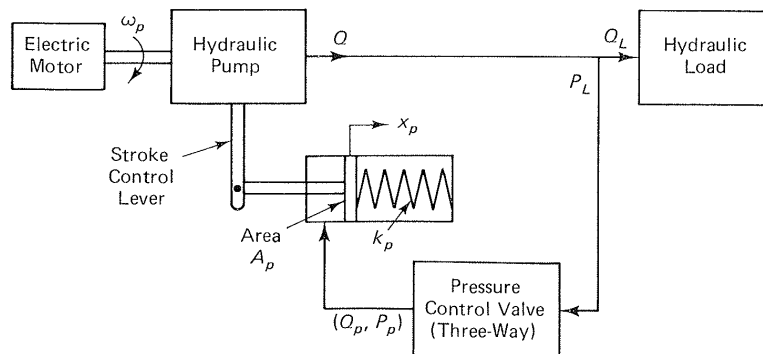 ω_p
Electric
Motor
Hydraulic
Pump
Q
Q_L
Hydraulic
Load
P_L
x_p
Stroke
Control
Lever
Area
A_p
k_p
(Q_p, P_p)
Pressure
Control Valve
(Three-Way)